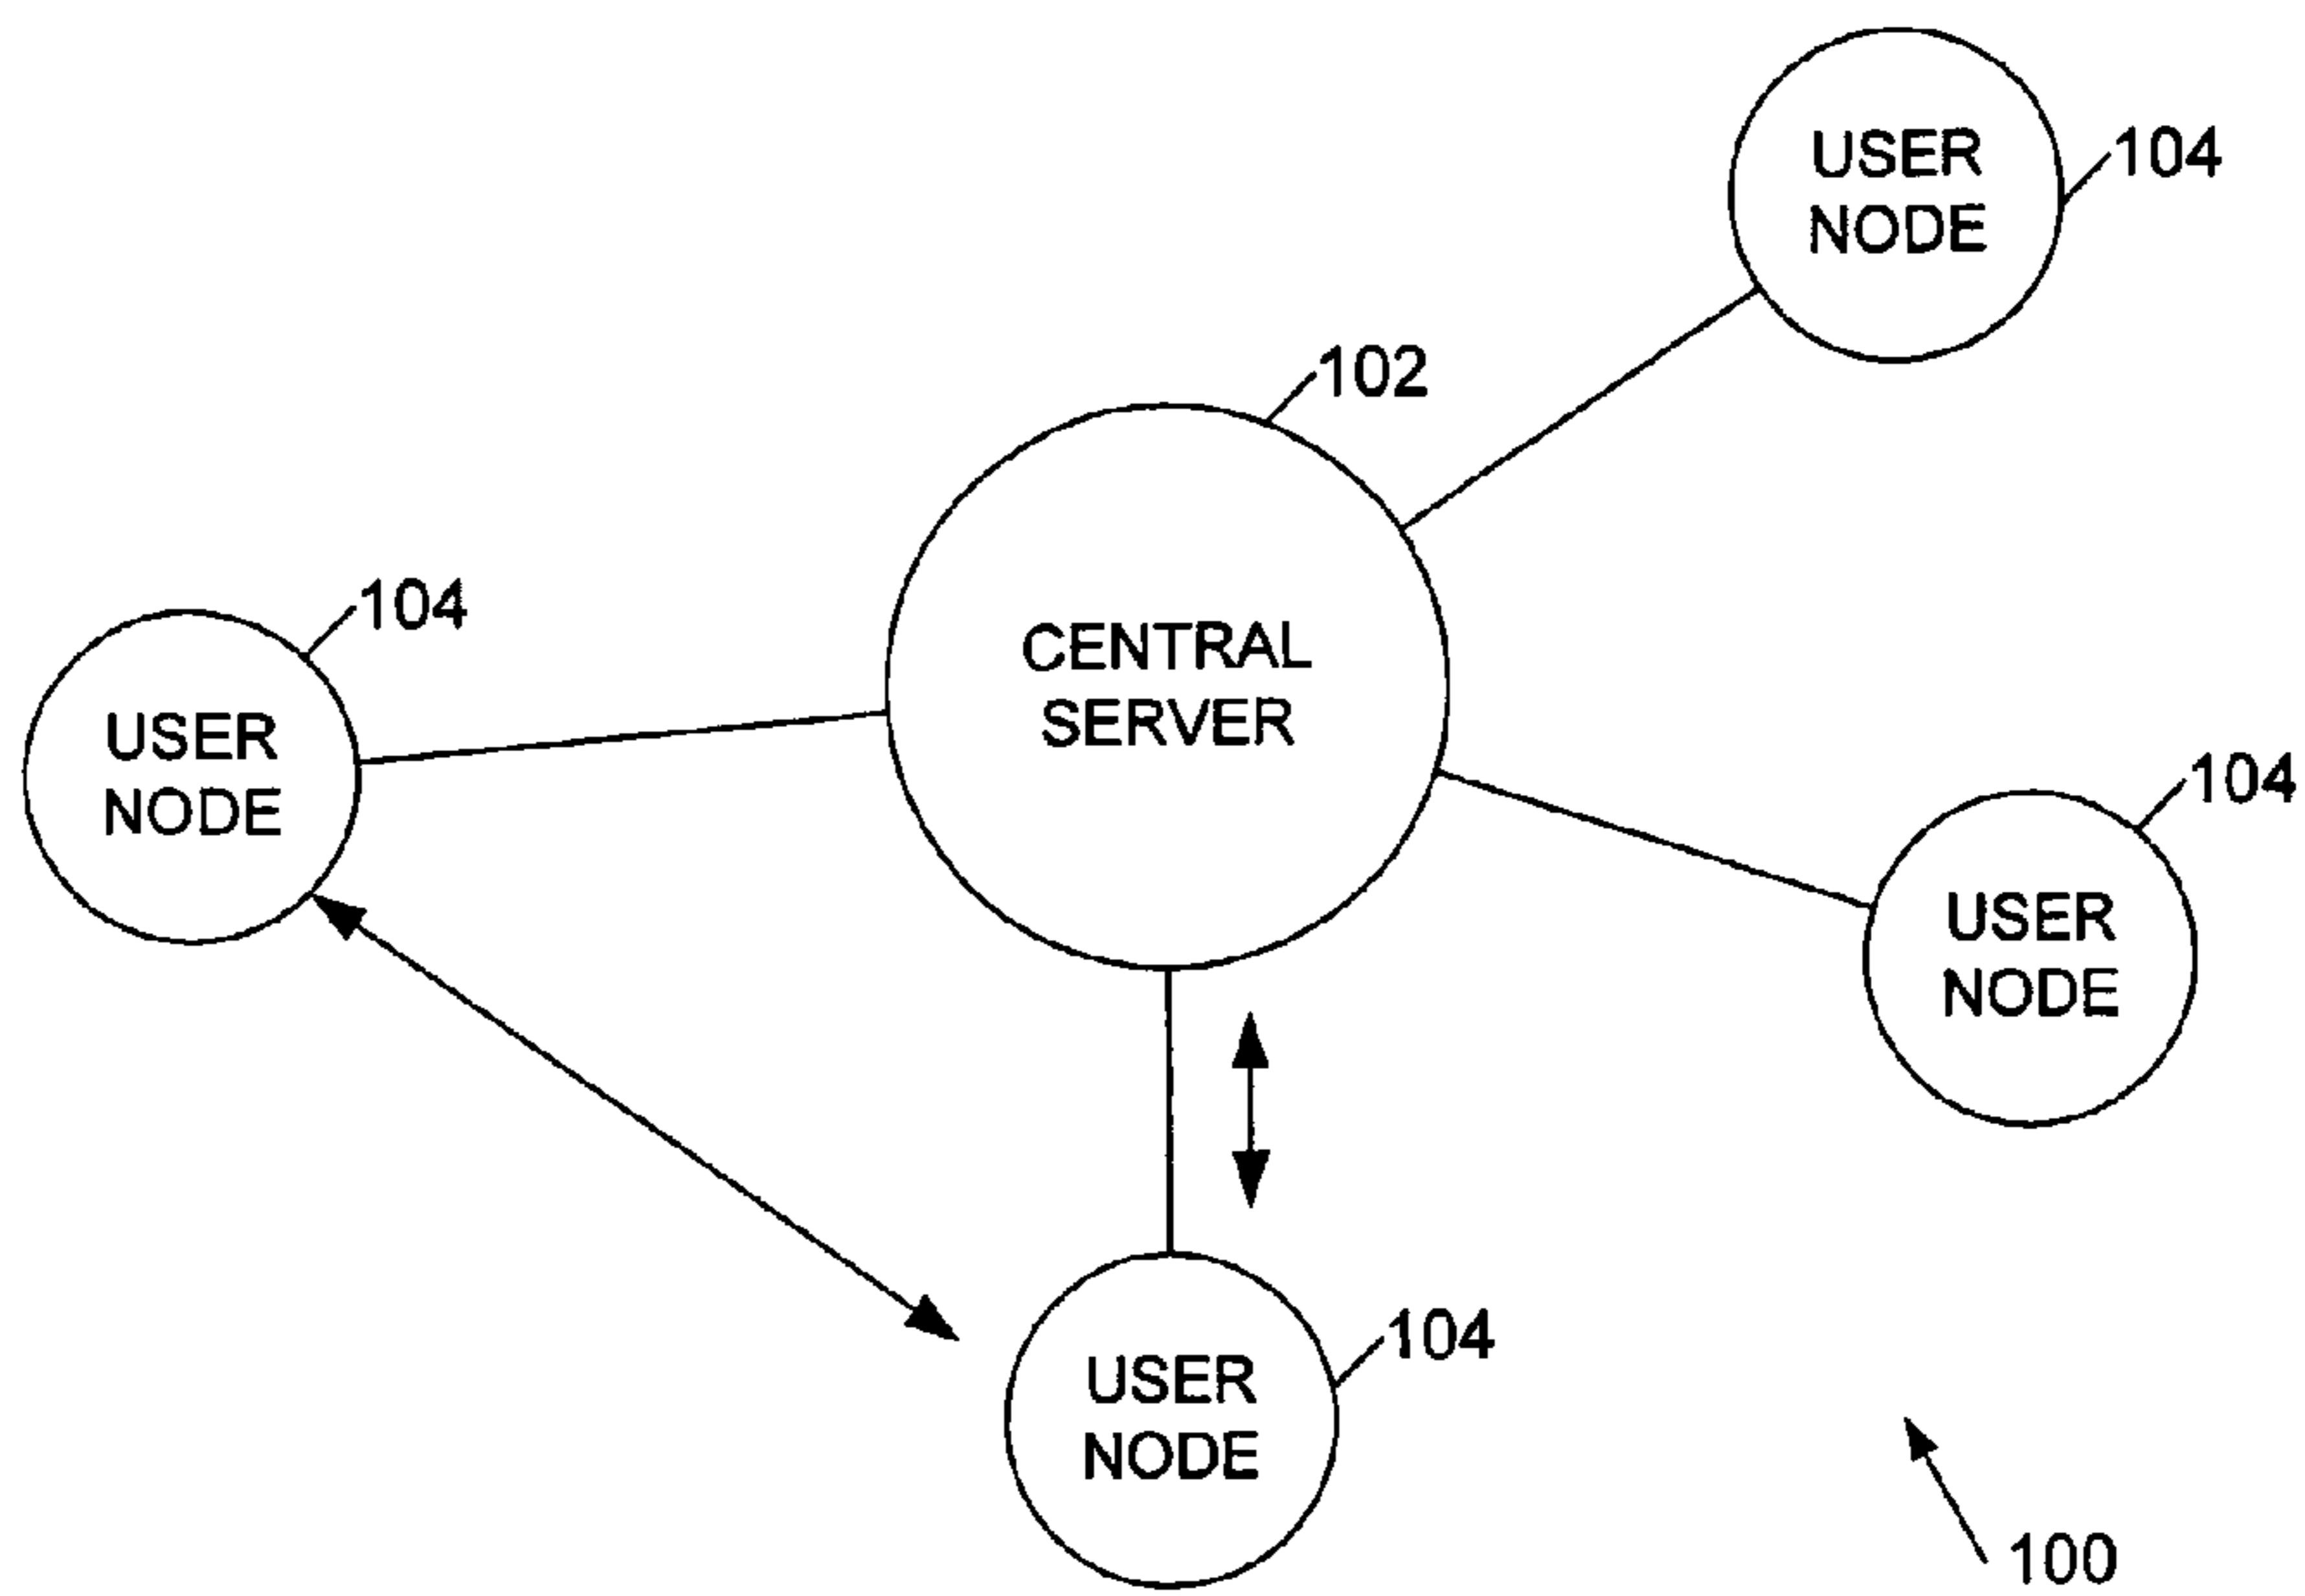 USER
NODE
104
102
CENTRAL
SERVER
104
USER
NODE
104
USER
NODE
104
USER
NODE
100